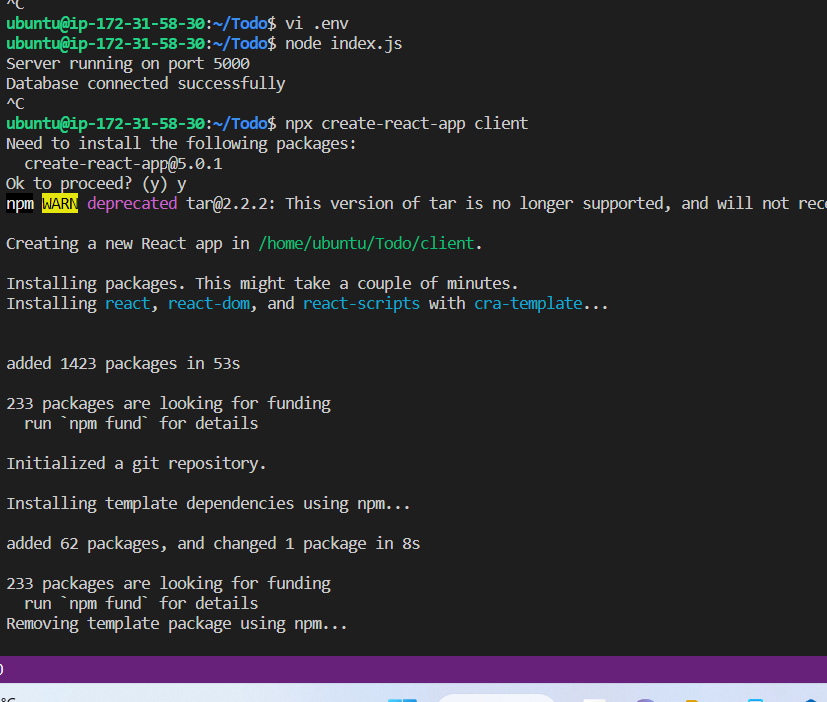 ^C
ubuntu@ip-172-31-58-30:~/Todo$ vi .env
ubuntu@ip-172-31-58-30:~/Todo$ node index.js
Server running on port 5000
Database connected successfully
^C
ubuntu@ip-172-31-58-30:~/Todo$ npx create-react-app client
Need to install the following packages:
  create-react-app@5.0.1
Ok to proceed? (y) y
npm WARN deprecated tar@2.2.2: This version of tar is no longer supported, and will not rece
Creating a new React app in /home/ubuntu/Todo/client.
Installing packages. This might take a couple of minutes.
Installing react, react-dom, and react-scripts with cra-template...
added 1423 packages in 53s
233 packages are looking for funding
  run `npm fund` for details
Initialized a git repository.
Installing template dependencies using npm...
added 62 packages, and changed 1 package in 8s
233 packages are looking for funding
  run `npm fund` for details
Removing template package using npm...